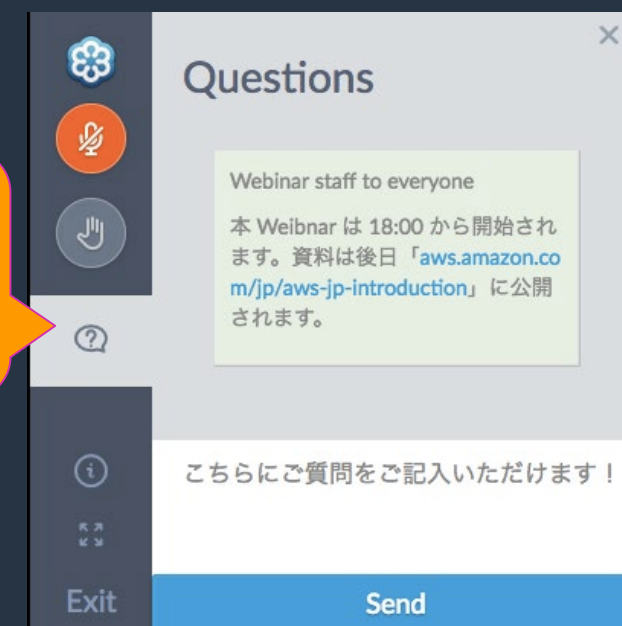 Questions
Webinar staff to everyone
本 Weibnar は 18:00 から開始され
ます。資料は後日「aws.amazon.co
m/jp/aws-jp-introduction」に公開
されます。
こちらにご質問をご記入いただけます！
Exit
Send